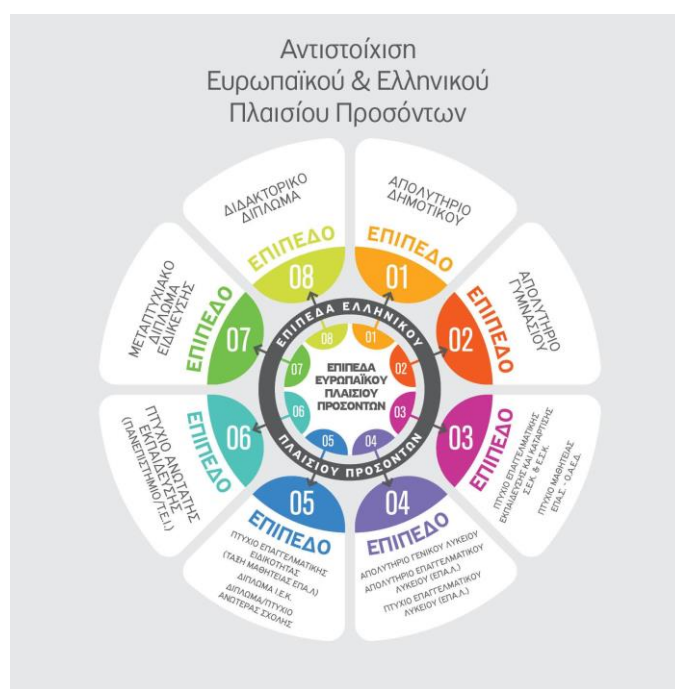 Αντιστοίχιση
Ευρωπαϊκού & Ελληνικού
Πλαισίου Προσόντων
ΑΠΟΛΥΤΗΡΙΟ
ΔΗΜΟΤΙΚΟΥ
ΕΠΙΠΕΔΟ
01
ΑΠΟΛΥΤΗΡΙΟ
ΓΥΜΝΑΣΙΟΥ
ΕΠΙΠΕΔΟ
02
ΕΠΙΠΕΔΟ
03
ΠΤΥΧΙΟ ΕΠΑΓΓΕΛΜΑΤΙΚΗΣ
ΕΚΠΑΙΔΕΥΣΗΣ ΚΑΙ ΚΑΤΑΡΤΙΣΗΣ
Σ.Ε.Κ. & Ε.Σ.Κ.
ΠΤΥΧΙΟ ΜΑΘΗΤΕΙΑΣ
ΕΠΑ.Σ. - Ο.Α.Ε.Δ.
04
ΕΠΙΠΕΔΟ
ΑΠΟΛΥΤΗΡΙΟ ΓΕΝΙΚΟΥ ΛΥΚΕΙΟΥ
ΑΠΟΛΥΤΗΡΙΟ ΕΠΑΓΓΕΛΜΑΤΙΚΟΥ
ΛΥΚΕΙΟΥ (ΕΠΑ.Λ.)
ΠΤΥΧΙΟ ΕΠΑΓΓΕΛΜΑΤΙΚΟΥ
ΛΥΚΕΙΟΥ (ΕΠΑ.Λ.)
05
ΕΠΙΠΕΔΟ
ΠΤΥΧΙΟ ΕΠΑΓΓΕΛΜΑΤΙΚΗΣ
ΕΙΔΙΚΟΤΗΤΑΣ
(ΤΑΞΗ ΜΑΘΗΤΕΙΑΣ ΕΠΑ.Λ)
ΔΙΠΛΩΜΑ Ι.Ε.Κ.
ΔΙΠΛΩΜΑ/ΠΤΥΧΙΟ
ΑΝΩΤΕΡΑΣ ΣΧΟΛΗΣ
06
ΕΠΙΠΕΔΟ
ΠΤΥΧΙΟ ΑΝΩΤΑΤΗΣ
ΕΚΠΑΙΔΕΥΣΗΣ
(ΠΑΝΕΠΙΣΤΗΜΙΟ/Τ.Ε.Ι.)
ΜΕΤΑΠΤΥΧΙΑΚΟ
ΔΙΠΛΩΜΑ
ΕΙΔΙΚΕΥΣΗΣ
ΕΠΙΠΕΔΟ
07
ΔΙΔΑΚΤΟΡΙΚΟ
ΔΙΠΛΩΜΑ
ΕΠΙΠΕΔΟ
08
ΕΠΙΠΕΔΑ ΕΛΛΗΝΙΚΟΥ
ΠΛΑΙΣΙΟΥ ΠΡΟΣΟΝΤΩΝ
01
02
03
04
05
06
07
08
ΕΠΙΠΕΔΑ
ΕΥΡΩΠΑΪΚΟΥ
ΠΛΑΙΣΙΟΥ
ΠΡΟΣΟΝΤΩΝ